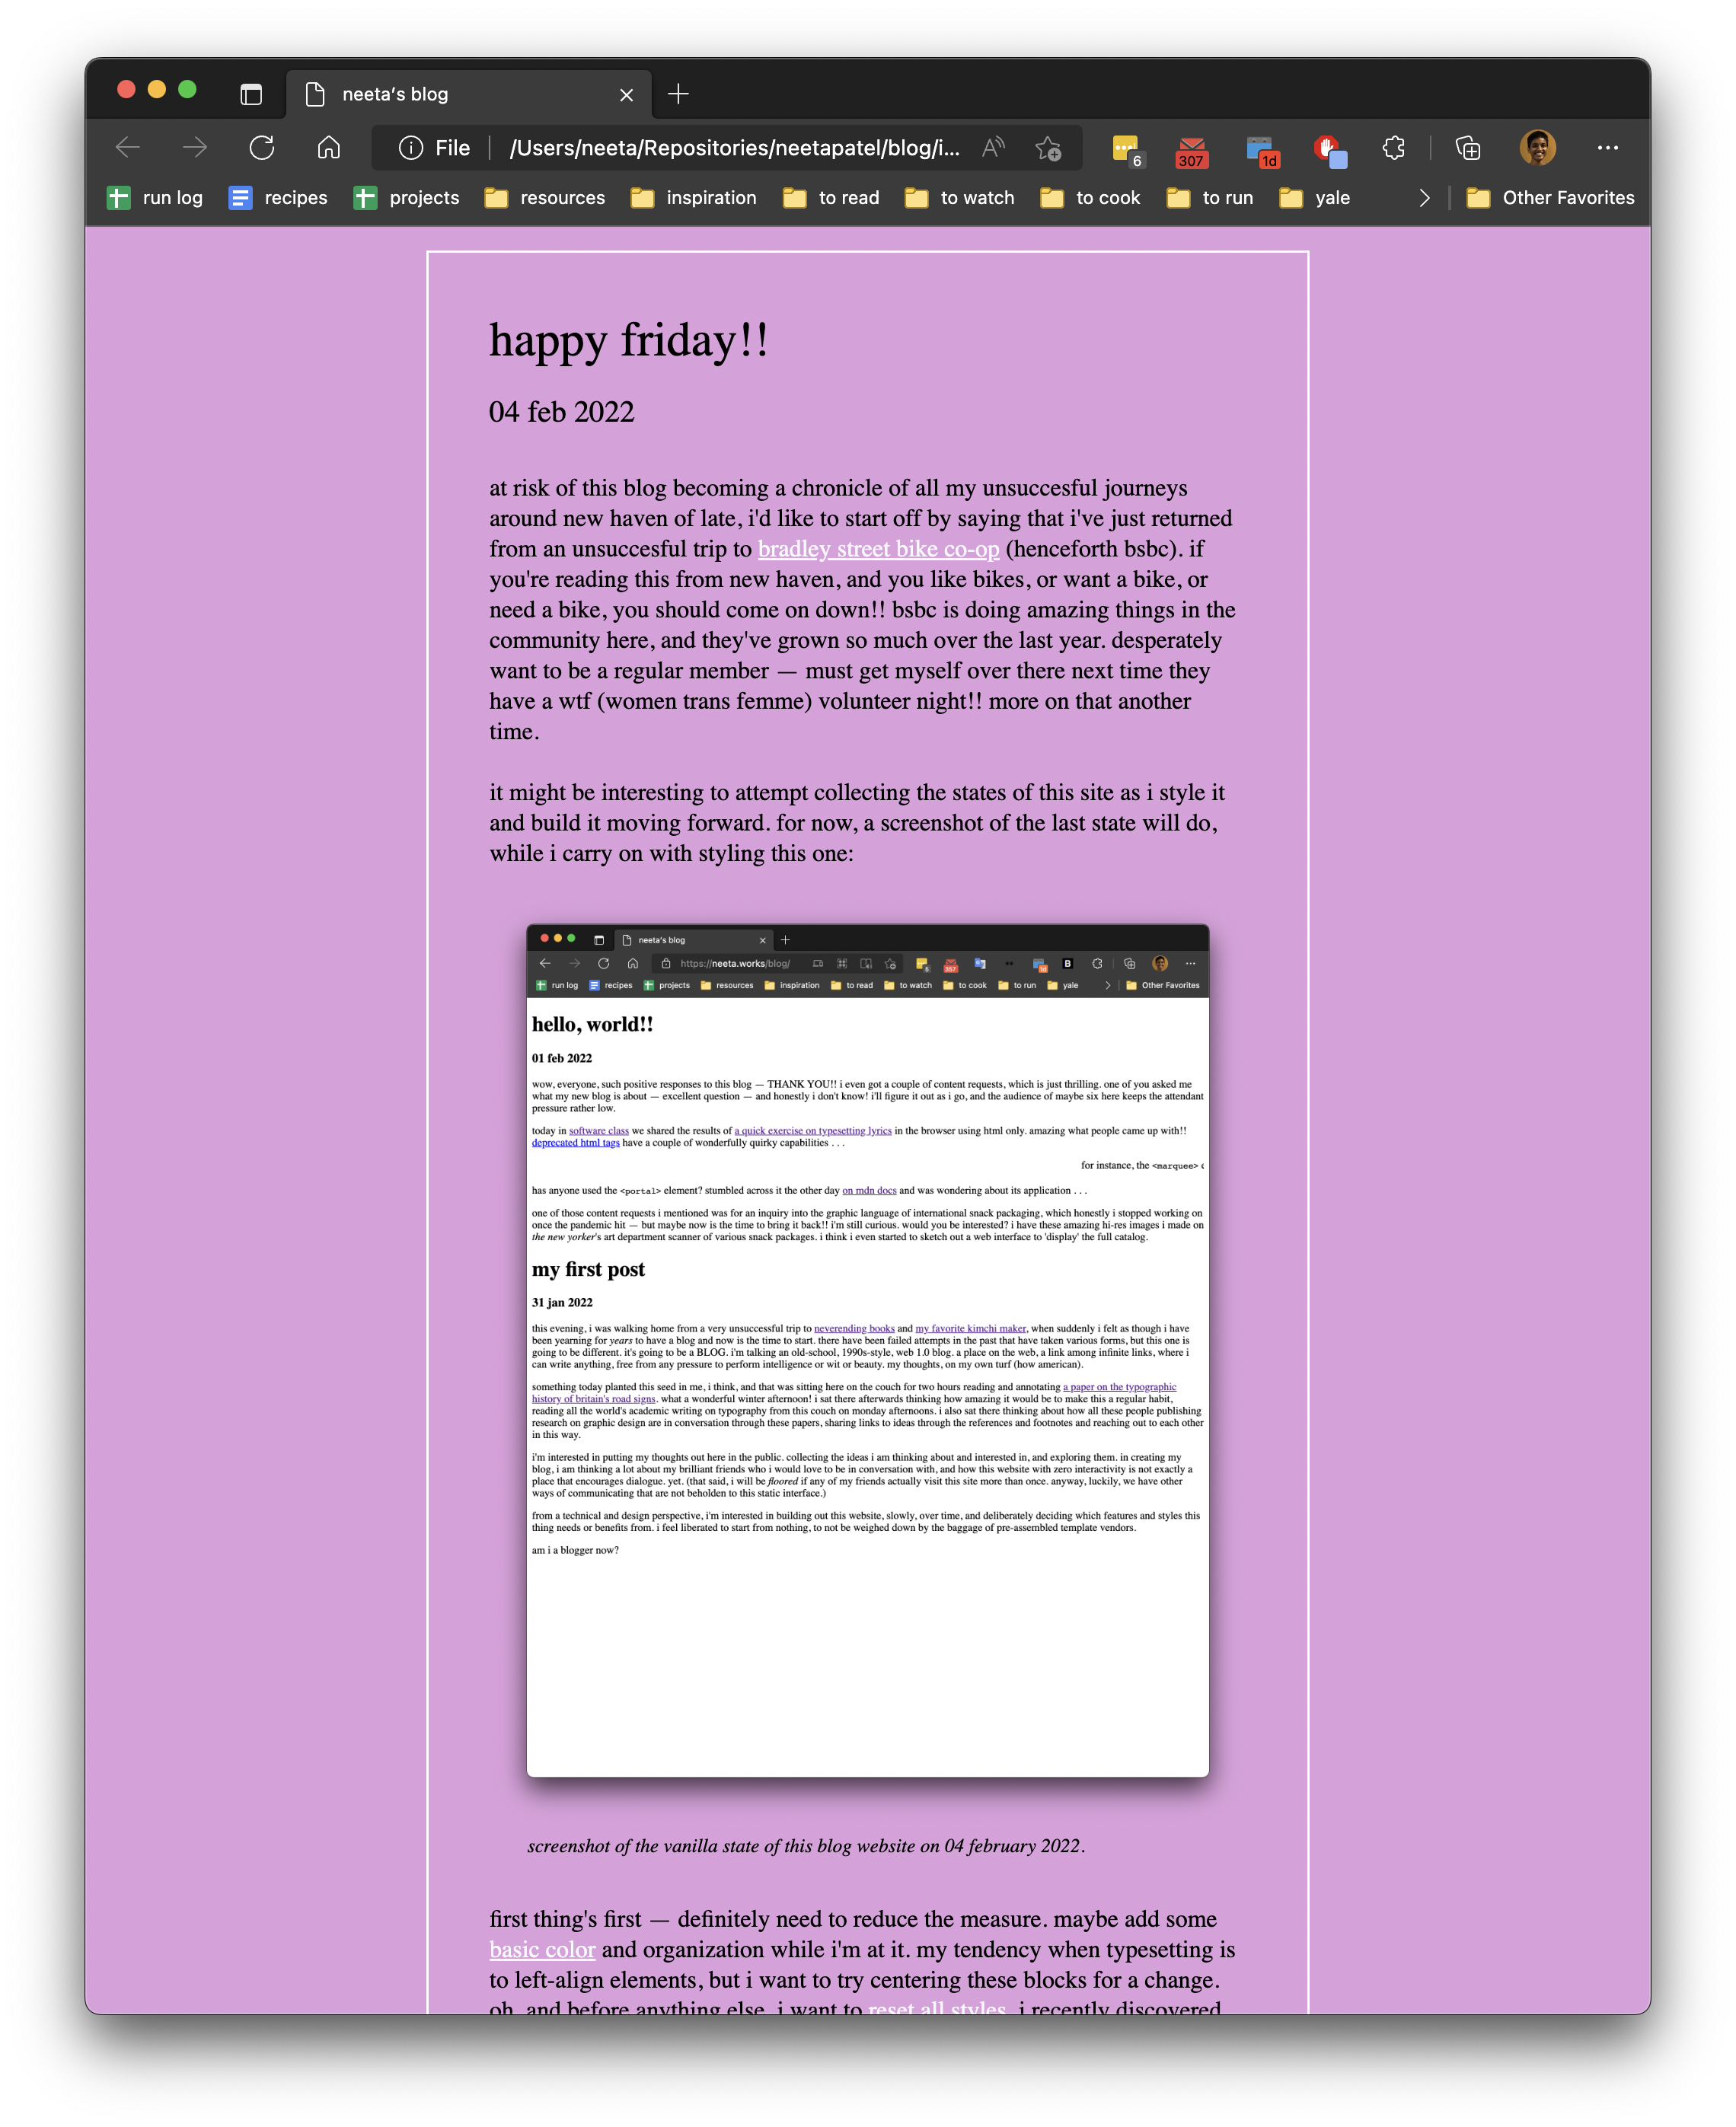 neeta's blog
File
/Users/neeta/Repositories/neetapatel/blog/i...
6
307
1d
run log
recipes
projects
resources
inspiration
to read
to watch
to cook
to run
yale
Other Favorites
happy friday!!
04 feb 2022
at risk of this blog becoming a chronicle of all my unsuccesful journeys
around new haven of late, i'd like to start off by saying that i've just returned
from an unsuccesful trip to bradley street bike co-op (henceforth bsbc). if
you're reading this from new haven, and you like bikes, or want a bike, or
need a bike, you should come on down!! bsbc is doing amazing things in the
community here, and they've grown so much over the last year. desperately
want to be a regular member — must get myself over there next time they
have a wtf (women trans femme) volunteer night!! more on that another
time.
it might be interesting to attempt collecting the states of this site as i style it
and build it moving forward. for now, a screenshot of the last state will do,
while i carry on with styling this one:
neeta's blog
https://neeta.works/blog/
B
run log
recipes
projects
resources
inspiration
to read
to watch
to cook
to run
yale
Other Favorites
hello, world!!
01 feb 2022
wow, everyone, such positive responses to this blog — THANK YOU!! i even got a couple of content requests, which is just thrilling. one of you asked me
what my new blog is about — excellent question — and honestly i don't know! i'll figure it out as i go, and the audience of maybe six here keeps the attendant
pressure rather low.
today in software class we shared the results of a quick exercise on typesetting lyrics in the browser using html only. amazing what people came up with!!
deprecated html tags have a couple of wonderfully quirky capabilities . . .
for instance, the <marquee>
has anyone used the <portal> element? stumbled across it the other day on mdn docs and was wondering about its application . . .
one of those content requests i mentioned was for an inquiry into the graphic language of international snack packaging, which honestly i stopped working on
once the pandemic hit — but maybe now is the time to bring it back!! i'm still curious. would you be interested? i have these amazing hi-res images i made on
the new yorker's art department scanner of various snack packages. i think i even started to sketch out a web interface to 'display' the full catalog.
my first post
31 jan 2022
this evening, i was walking home from a very unsuccessful trip to neverending books and my favorite kimchi maker, when suddenly i felt as though i have
been yearning for years to have a blog and now is the time to start. there have been failed attempts in the past that have taken various forms, but this one is
going to be different. it's going to be a BLOG. i'm talking an old-school, 1990s-style, web 1.0 blog. a place on the web, a link among infinite links, where i
can write anything, free from any pressure to perform intelligence or wit or beauty. my thoughts, on my own turf (how american).
something today planted this seed in me, i think, and that was sitting here on the couch for two hours reading and annotating a paper on the typographic
history of britain's road signs. what a wonderful winter afternoon! i sat there afterwards thinking how amazing it would be to make this a regular habit,
reading all the world's academic writing on typography from this couch on monday afternoons. i also sat there thinking about how all these people publishing
research on graphic design are in conversation through these papers, sharing links to ideas through the references and footnotes and reaching out to each other
in this way.
i'm interested in putting my thoughts out here in the public. collecting the ideas i am thinking about and interested in, and exploring them. in creating my
blog, i am thinking a lot about my brilliant friends who i would love to be in conversation with, and how this website with zero interactivity is not exactly a
place that encourages dialogue. yet. (that said, i will be floored if any of my friends actually visit this site more than once. anyway, luckily, we have other
ways of communicating that are not beholden to this static interface.)
from a technical and design perspective, i'm interested in building out this website, slowly, over time, and deliberately deciding which features and styles this
thing needs or benefits from. i feel liberated to start from nothing, to not be weighed down by the baggage of pre-assembled template vendors.
am i a blogger now?
screenshot of the vanilla state of this blog website on 04 february 2022.
first thing's first — definitely need to reduce the measure. maybe add some
basic color and organization while i'm at it. my tendency when typesetting is
to left-align elements, but i want to try centering these blocks for a change.
oh, and before anything else, i want to reset all styles. i recently discovered